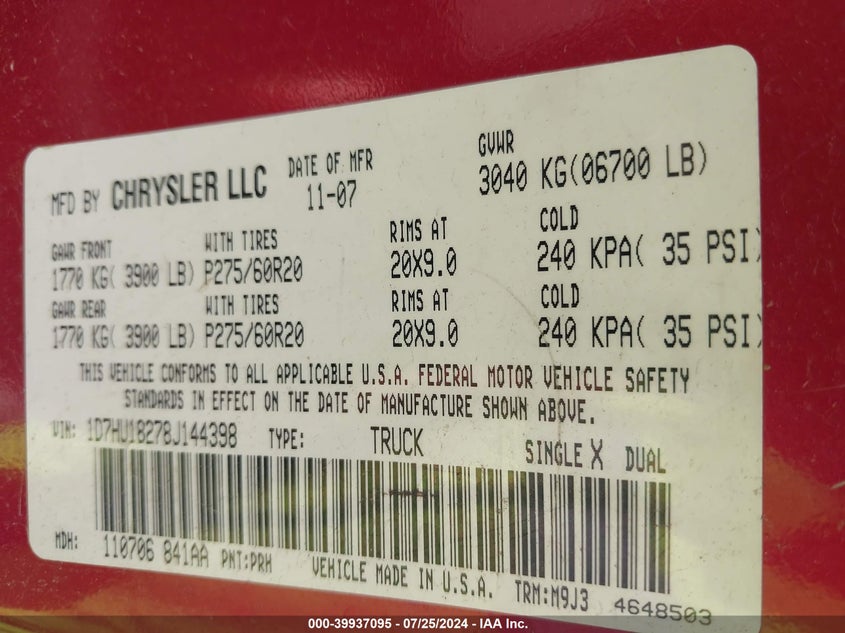 MFD BY CHRYSLER LLC DATE OF MFR 11-07 GVWR 3040 KG(06700 LB)
GAWR FRONT WITH TIRES RIMS AT COLD
1770 KG( 3900 LB) P275/60R20 20X9.0 240 KPA( 35 PSI)
GAWR REAR WITH TIRES RIMS AT COLD
1770 KG( 3900 LB) P275/60R20 20X9.0 240 KPA( 35 PSI)
THIS VEHICLE CONFORMS TO ALL APPLICABLE U.S.A. FEDERAL MOTOR VEHICLE SAFETY
STANDARDS IN EFFECT ON THE DATE OF MANUFACTURE SHOWN ABOVE.
VIN: 1D7HU18278J144398 TYPE: TRUCK SINGLE X DUAL
MDH: 110706 841AA PNT:PRH VEHICLE MADE IN U.S.A. TRM:M9J3 4648503
000-39937095 - 07/25/2024 - IAA Inc.